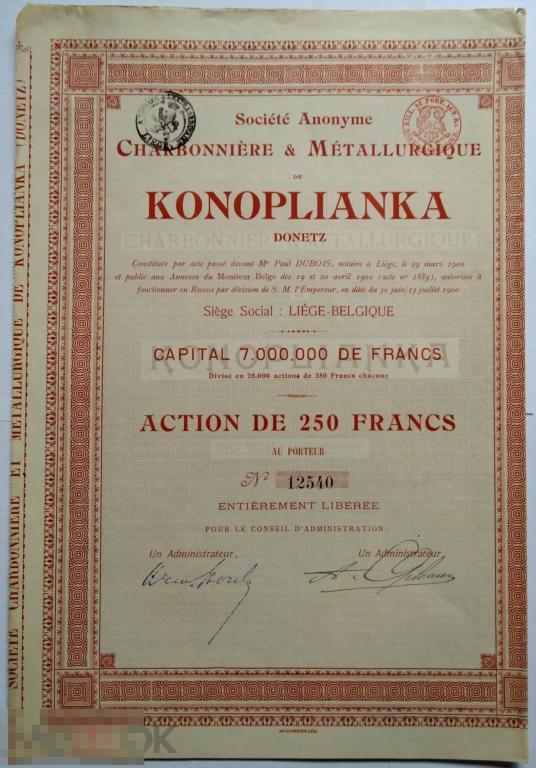 Société Anonyme
CHARBONNIÈRE & MÉTALLURGIQUE
DE
KONOPLIANKA
DONETZ
Constituée par acte passé devant Me Paul DUBOIS, notaire à Liége, le 29 mars 1900
et publié aux Annexes du Moniteur Belge des 19 et 20 avril 1900 (acte n° 1889), autorisée à
fonctionner en Russie par décision de S. M. l'Empereur, en date du 30 juin/13 juillet 1900
Siège Social : LIÉGE-BELGIQUE
CAPITAL 7.000.000 DE FRANCS
Divisé en 28.000 actions de 250 Francs chacune
ACTION DE 250 FRANCS
AU PORTEUR
No 12540
ENTIÈREMENT LIBÉRÉE
POUR LE CONSEIL D'ADMINISTRATION :
Un Administrateur, Un Administrateur,
SOCIÉTÉ CHARBONNIÈRE ET MÉTALLURGIQUE DE KONOPLIANKA (DONETZ)
CHARBONNIÈRE & MÉTALLURGIQUE
KONOPLIANKA